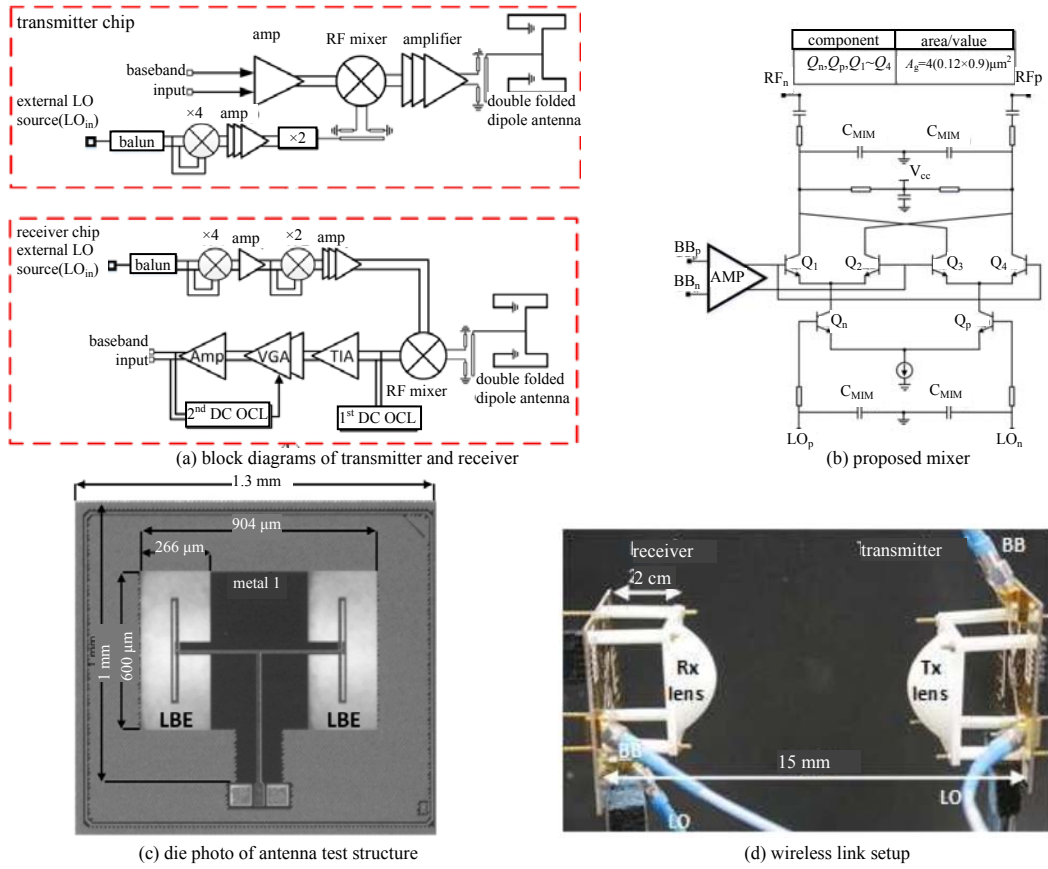 transmitter chip
amp
RF mixer
amplifier
baseband
input
external LO
source(LOin)
×4
amp
balun
×2
double folded
dipole antenna
receiver chip
external LO
source(LOin)
×4
amp
×2
amp
balun
baseband
input
Amp
VGA
TIA
RF mixer
double folded
dipole antenna
2nd DC OCL
1st DC OCL
(a) block diagrams of transmitter and receiver
component area/value
Qn,Qp,Q1~Q4 Ag=4(0.12×0.9)μm2
RFn
RFp
CMIM CMIM
Vcc
BBp
BBn
AMP
Q1 Q2 Q3 Q4
Qn Qp
CMIM CMIM
LOp LOn
(b) proposed mixer
1.3 mm
904 μm
266 μm
metal 1
1 mm
600 μm
LBE LBE
(c) die photo of antenna test structure
receiver transmitter
BB
2 cm
Rx
lens
Tx
lens
BB
15 mm
LO
LO
(d) wireless link setup